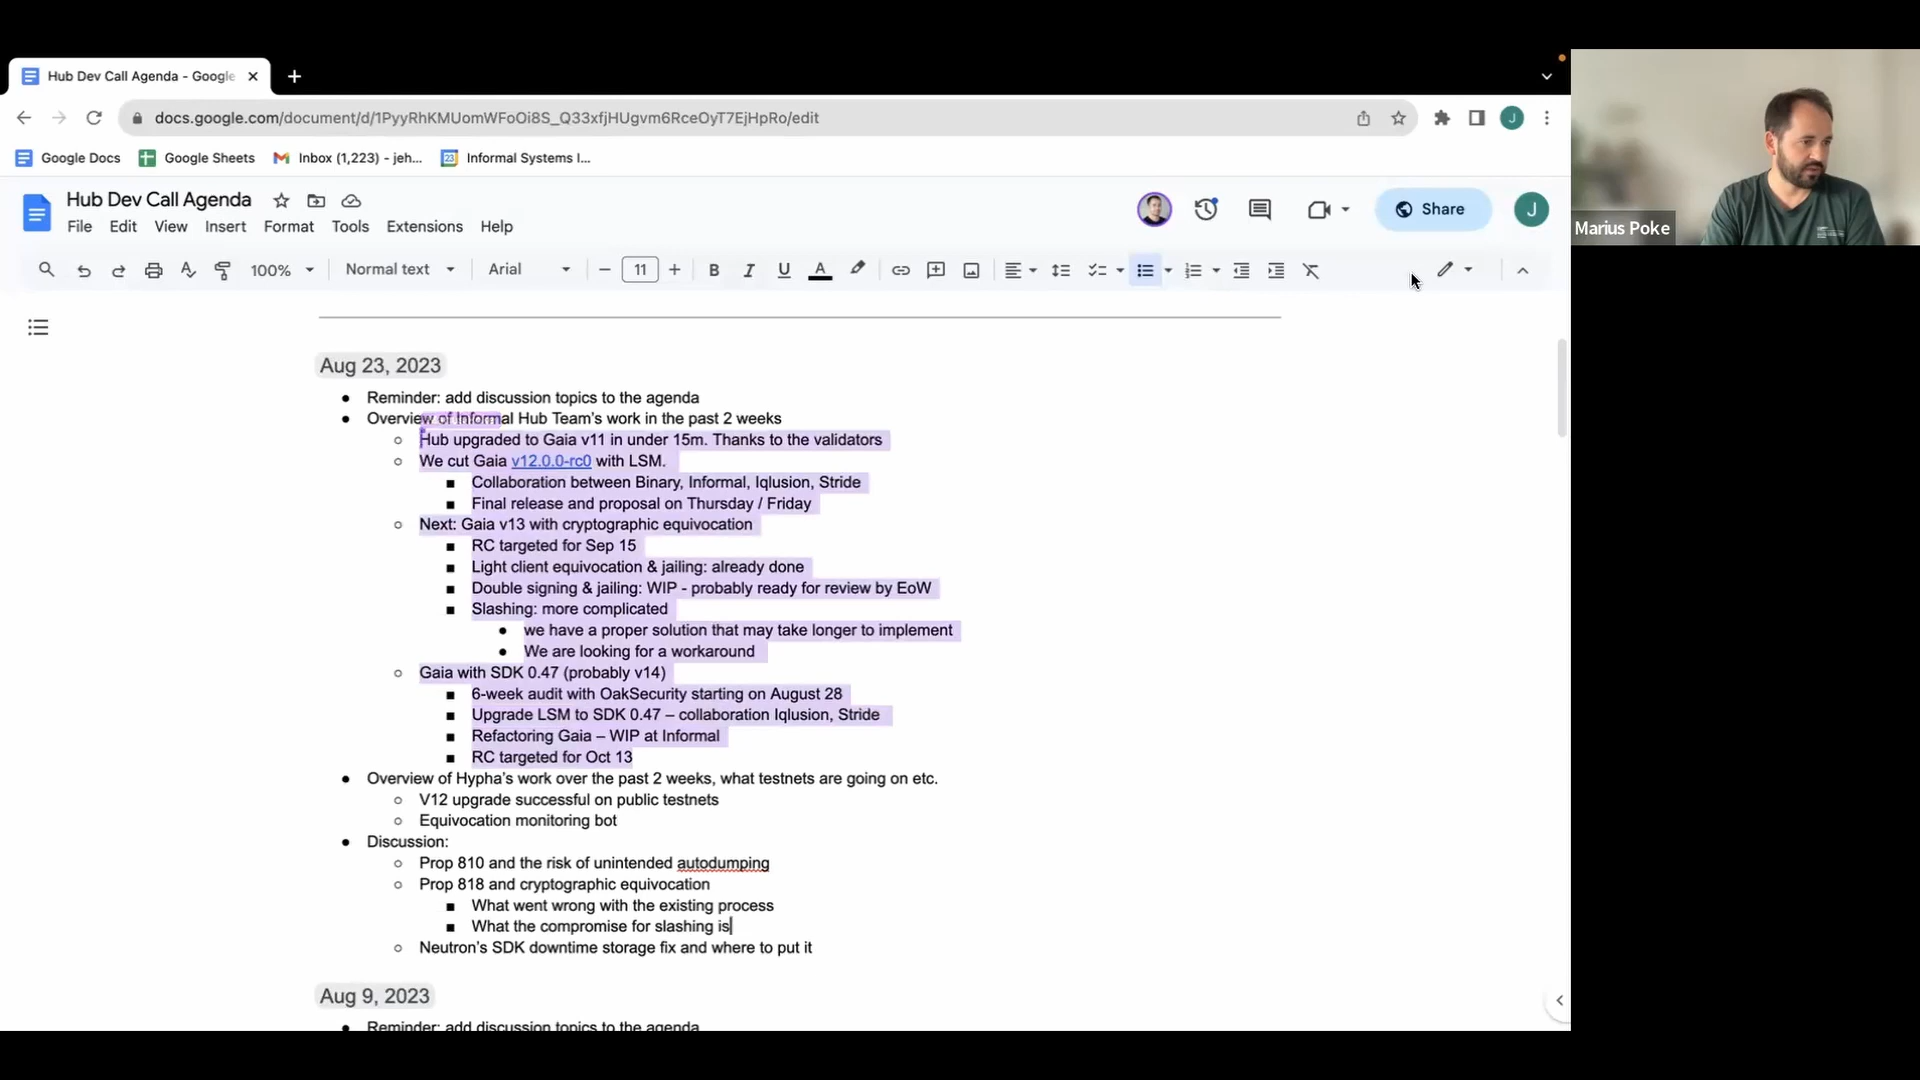 Hub Dev Call Agenda - Google
docs.google.com/document/d/1PyyRhKMUomWFoOi8S_Q33xfjHUgvm6RceOyT7EjHpRo/edit
J
Google Docs
Google Sheets
Inbox (1,223) - jeh...
23
Informal Systems I...
Hub Dev Call Agenda
File Edit View Insert Format Tools Extensions Help
Share
J
Marius Poke
100%
Normal text
Arial
11
B I U A
Aug 23, 2023
Reminder: add discussion topics to the agenda
Overview of Informal Hub Team's work in the past 2 weeks
Hub upgraded to Gaia v11 in under 15m. Thanks to the validators
We cut Gaia v12.0.0-rc0 with LSM.
Collaboration between Binary, Informal, Iqlusion, Stride
Final release and proposal on Thursday / Friday
Next: Gaia v13 with cryptographic equivocation
RC targeted for Sep 15
Light client equivocation & jailing: already done
Double signing & jailing: WIP - probably ready for review by EoW
Slashing: more complicated
we have a proper solution that may take longer to implement
We are looking for a workaround
Gaia with SDK 0.47 (probably v14)
6-week audit with OakSecurity starting on August 28
Upgrade LSM to SDK 0.47 – collaboration Iqlusion, Stride
Refactoring Gaia – WIP at Informal
RC targeted for Oct 13
Overview of Hypha's work over the past 2 weeks, what testnets are going on etc.
V12 upgrade successful on public testnets
Equivocation monitoring bot
Discussion:
Prop 810 and the risk of unintended autodumping
Prop 818 and cryptographic equivocation
What went wrong with the existing process
What the compromise for slashing is
Neutron's SDK downtime storage fix and where to put it
Aug 9, 2023
Reminder: add discussion topics to the agenda